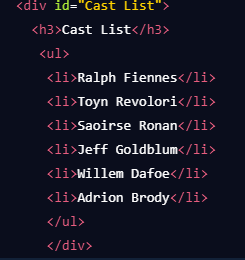 <div id="Cast List">
<h3>Cast List</h3>
<ul>
<li>Ralph Fiennes</li>
<li>Toyn Revolori</li>
<li>Saoirse Ronan</li>
<li>Jeff Goldblum</li>
<li>Willem Dafoe</li>
<li>Adrion Brody</li>
</ul>
</div>